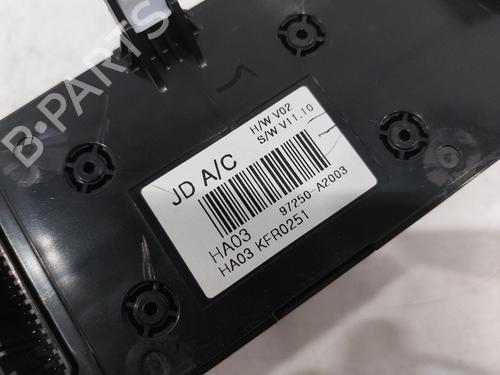 B-PARTS
H/W V02
JD A/C
S/W V11.10
HA03
97250-A2003
HA03 KFR0251